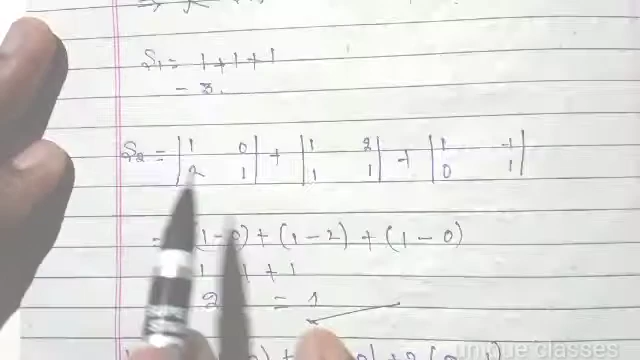 S₁ = 1 + 1 + 1
= 3.
S₂ = |1 0| + |1 2| + |1 -1|
|2 1| |1 1| |0 1|
= (1 - 0) + (1 - 2) + (1 - 0)
1 1 + 1
2 = 1
unique classes